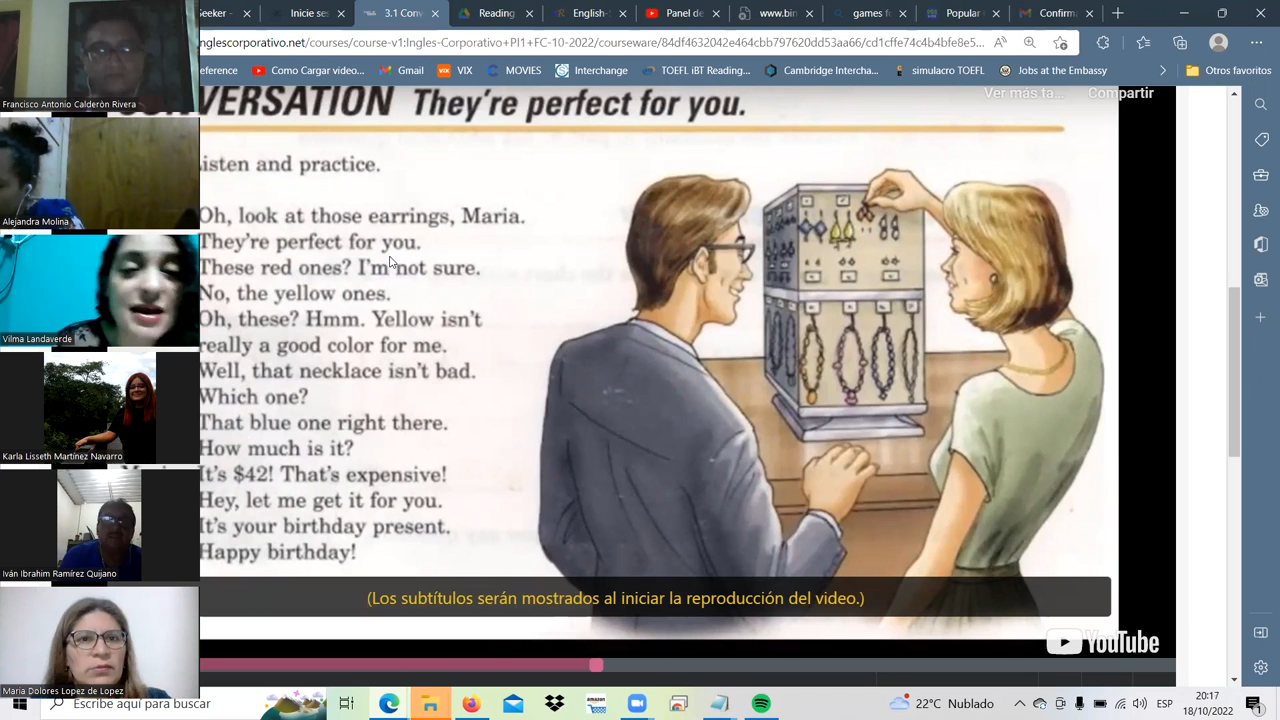 seeker -
Inicie ses
3.1 Conv
Reading
English-
Panel de
www.bin
games fo
Popular
Confirma
nglescorporativo.net/courses/course-v1:Ingles-Corporativo+PI1+FC-10-2022/courseware/84df4632042e464cbb797620dd53aa66/cd1cffe74c4b4bfe8e5...
eference
Como Cargar vídeo...
Gmail
VIX
MOVIES
Interchange
TOEFL iBT Reading...
Cambridge Intercha...
simulacro TOEFL
Jobs at the Embassy
Otros favoritos
VERSATION They're perfect for you.
Ver más ta...
Compartir
Listen and practice.
Oh, look at those earrings, Maria.
They're perfect for you.
These red ones? I'm not sure.
No, the yellow ones.
Oh, these? Hmm. Yellow isn't
really a good color for me.
Well, that necklace isn't bad.
Which one?
That blue one right there.
How much is it?
It's $42! That's expensive!
Hey, let me get it for you.
It's your birthday present.
Happy birthday!
(Los subtítulos serán mostrados al iniciar la reproducción del video.)
YouTube
Francisco Antonio Calderòn Rivera
Alejandra Molina
Vilma Landaverde
Karla Lisseth Martínez Navarro
Iván Ibrahim Ramírez Quijano
Maria Dolores Lopez de Lopez
Escribe aquí para buscar
amazon
22°C Nublado
ESP
20:17
18/10/2022
1